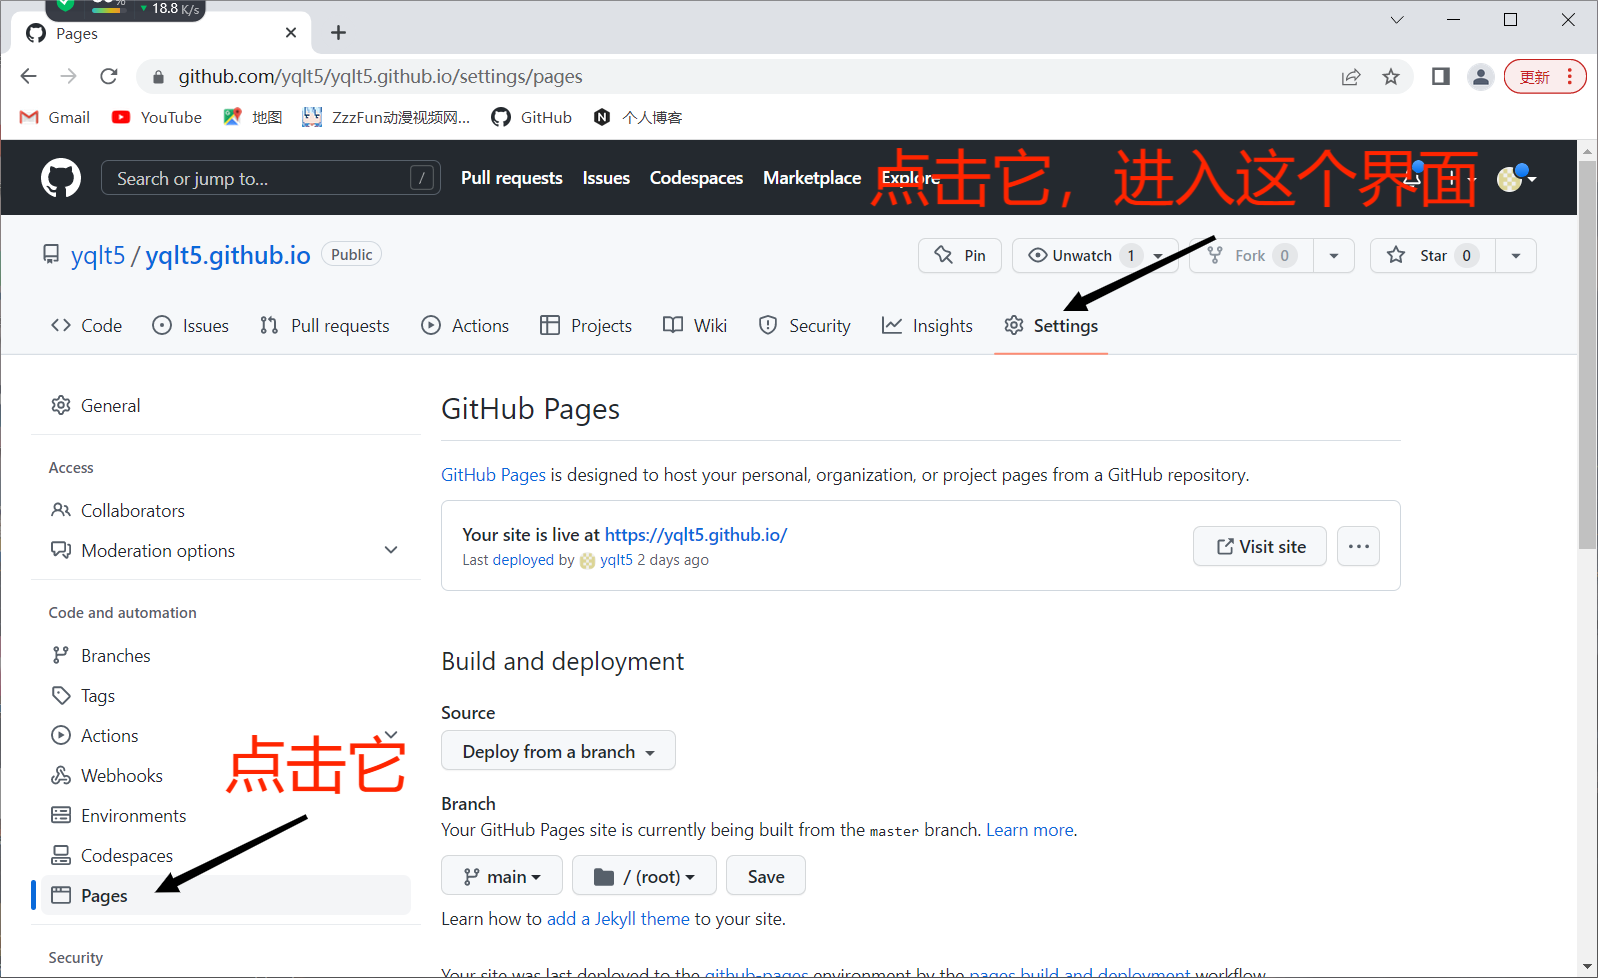 18.8 K/s
Pages
github.com/yqlt5/yqlt5.github.io/settings/pages
更新
Gmail YouTube 地图 ZzzFun动漫视频网... GitHub 个人博客
Search or jump to... / Pull requests Issues Codespaces Marketplace Explore
点击它，进入这个界面
yqlt5 / yqlt5.github.io Public Pin Unwatch 1 Fork 0 Star 0
Code Issues Pull requests Actions Projects Wiki Security Insights Settings
General
Access
Collaborators
Moderation options
Code and automation
Branches
Tags
Actions
Webhooks
Environments
Codespaces
Pages
Security
点击它
GitHub Pages
GitHub Pages is designed to host your personal, organization, or project pages from a GitHub repository.
Your site is live at https://yqlt5.github.io/
Last deployed by yqlt5 2 days ago
Visit site
Build and deployment
Source
Deploy from a branch
Branch
Your GitHub Pages site is currently being built from the master branch. Learn more.
main / (root) Save
Learn how to add a Jekyll theme to your site.
Your site was last deployed to the github-pages environment by the pages build and deployment workflow.